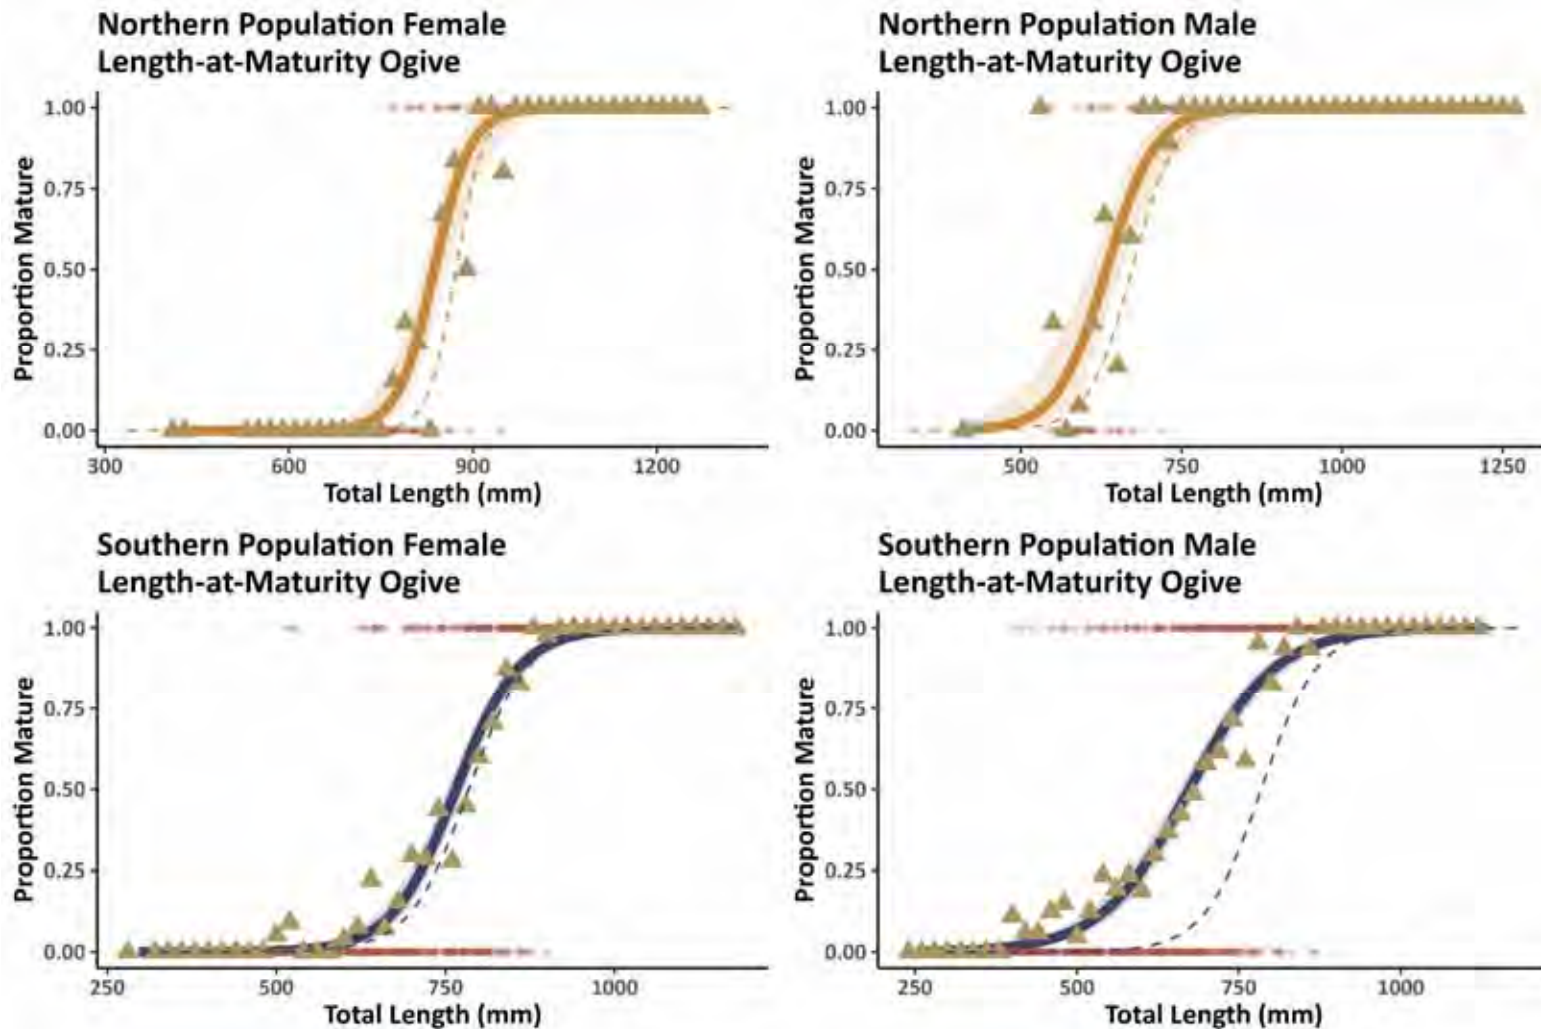 Northern Population Female
Length-at-Maturity Ogive
Proportion Mature
1.00
0.75
0.50
0.25
0.00
300
600
900
1200
Total Length (mm)
Northern Population Male
Length-at-Maturity Ogive
Proportion Mature
1.00
0.75
0.50
0.25
0.00
500
750
1000
1250
Total Length (mm)
Southern Population Female
Length-at-Maturity Ogive
Proportion Mature
1.00
0.75
0.50
0.25
0.00
250
500
750
1000
Total Length (mm)
Southern Population Male
Length-at-Maturity Ogive
Proportion Mature
1.00
0.75
0.50
0.25
0.00
250
500
750
1000
Total Length (mm)